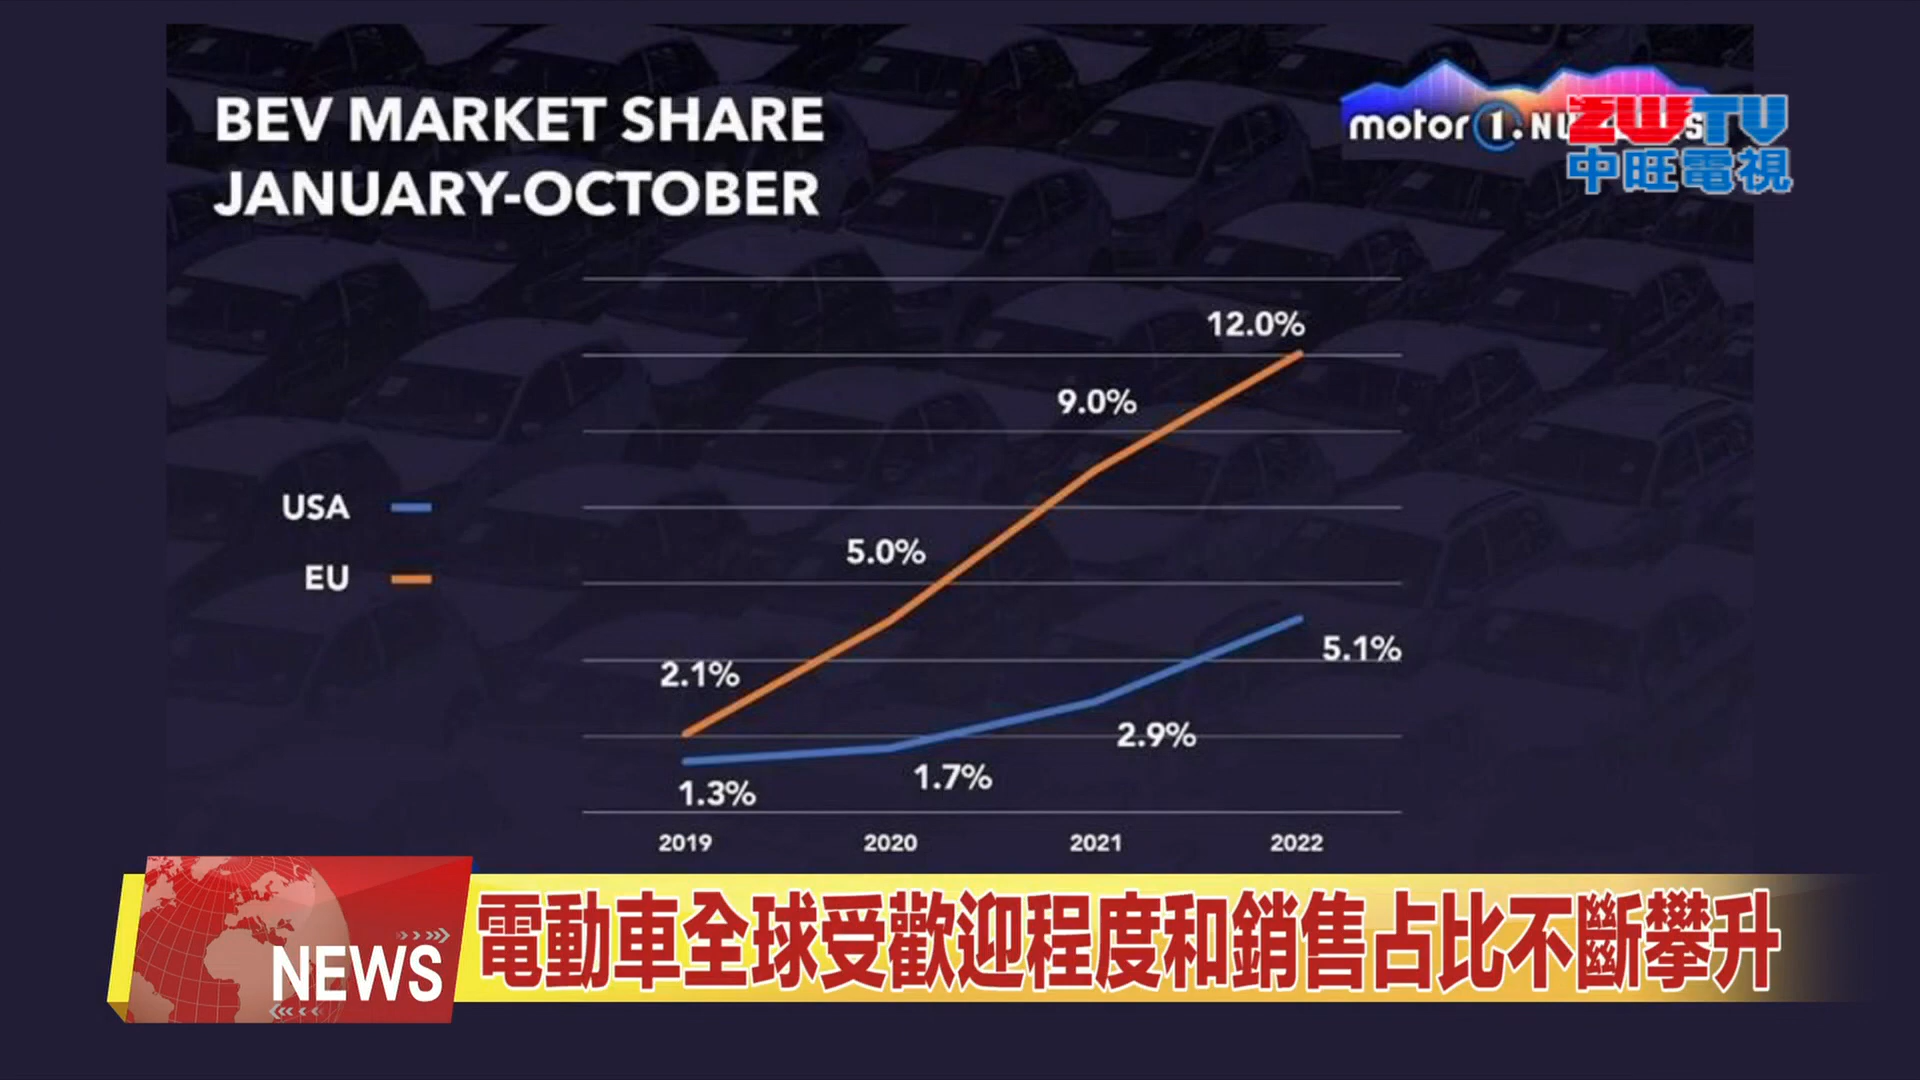 BEV MARKET SHARE
JANUARY-OCTOBER
motor1.NU
ZWTV
中旺電視
12.0%
9.0%
USA
5.0%
EU
2.1%
5.1%
2.9%
1.7%
1.3%
2019 2020 2021 2022
NEWS
電動車全球受歡迎程度和銷售占比不斷攀升